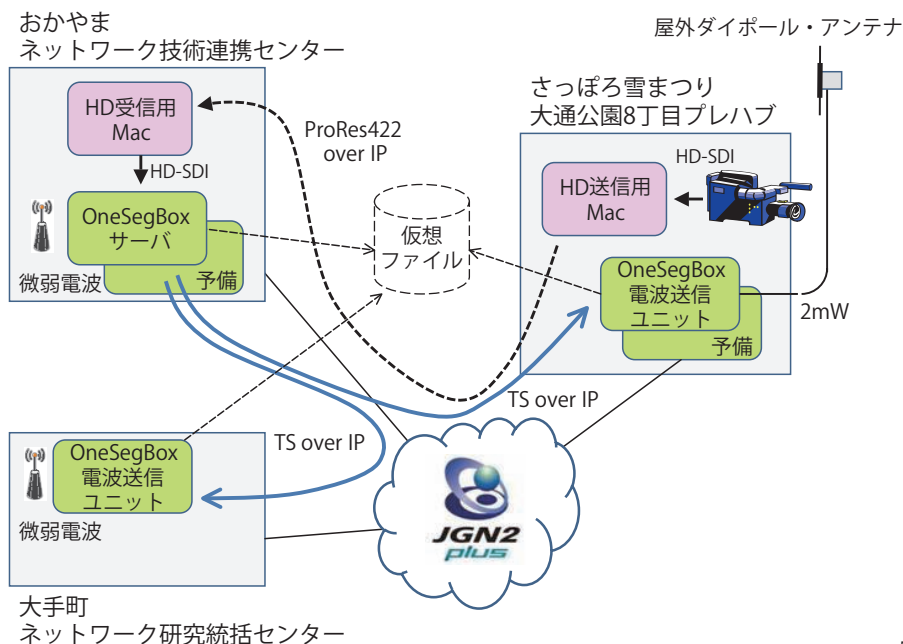 おかやま
ネットワーク技術連携センター
HD受信用
Mac
HD-SDI
OneSegBox
サーバ
予備
微弱電波
ProRes422
over IP
仮想
ファイル
屋外ダイポール・アンテナ
さっぽろ雪まつり
大通公園8丁目プレハブ
HD-SDI
HD送信用
Mac
OneSegBox
電波送信
ユニット
予備
2mW
TS over IP
TS over IP
OneSegBox
電波送信
ユニット
微弱電波
JGN2
plus
大手町
ネットワーク研究統括センター